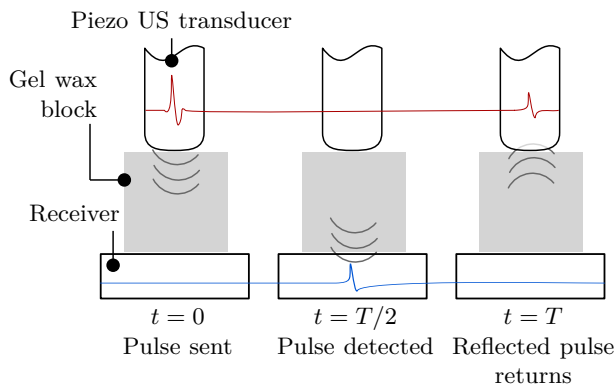 Piezo US transducer
Gel wax
block
Receiver
t = 0
Pulse sent
t = T/2
Pulse detected
t = T
Reflected pulse
returns